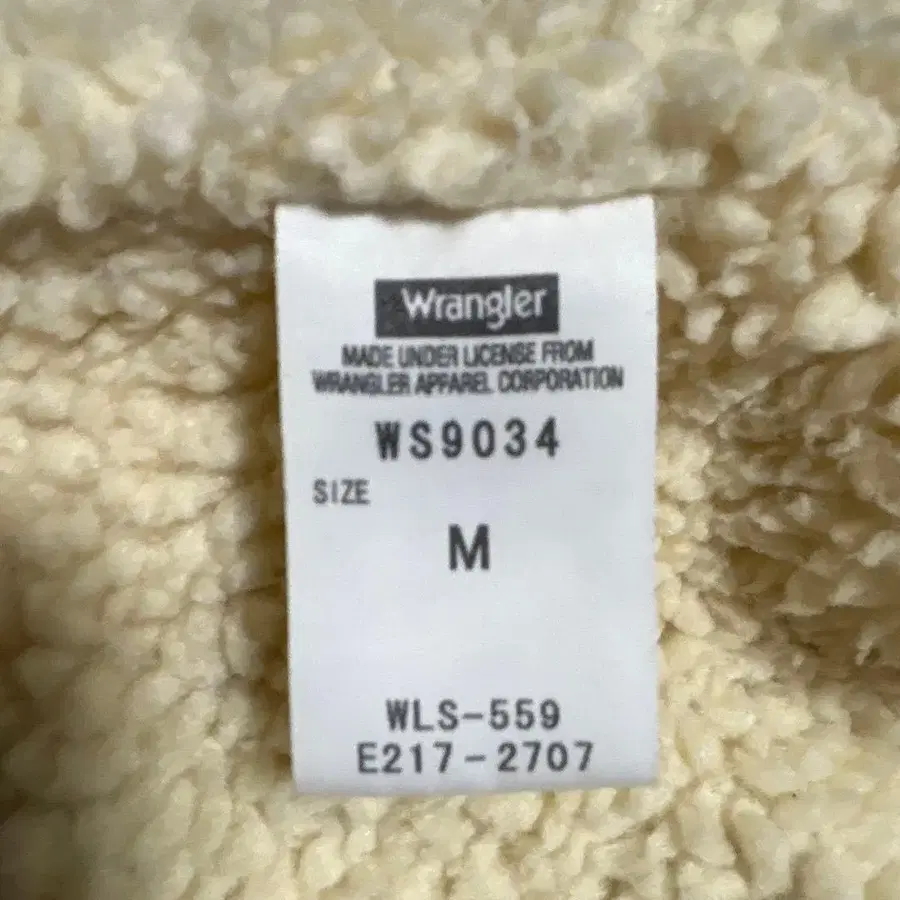 Wrangler
MADE UNDER LICENSE FROM
WRANGLER APPAREL CORPORATION
WS9034
SIZE
M
WLS-559
E217-2707